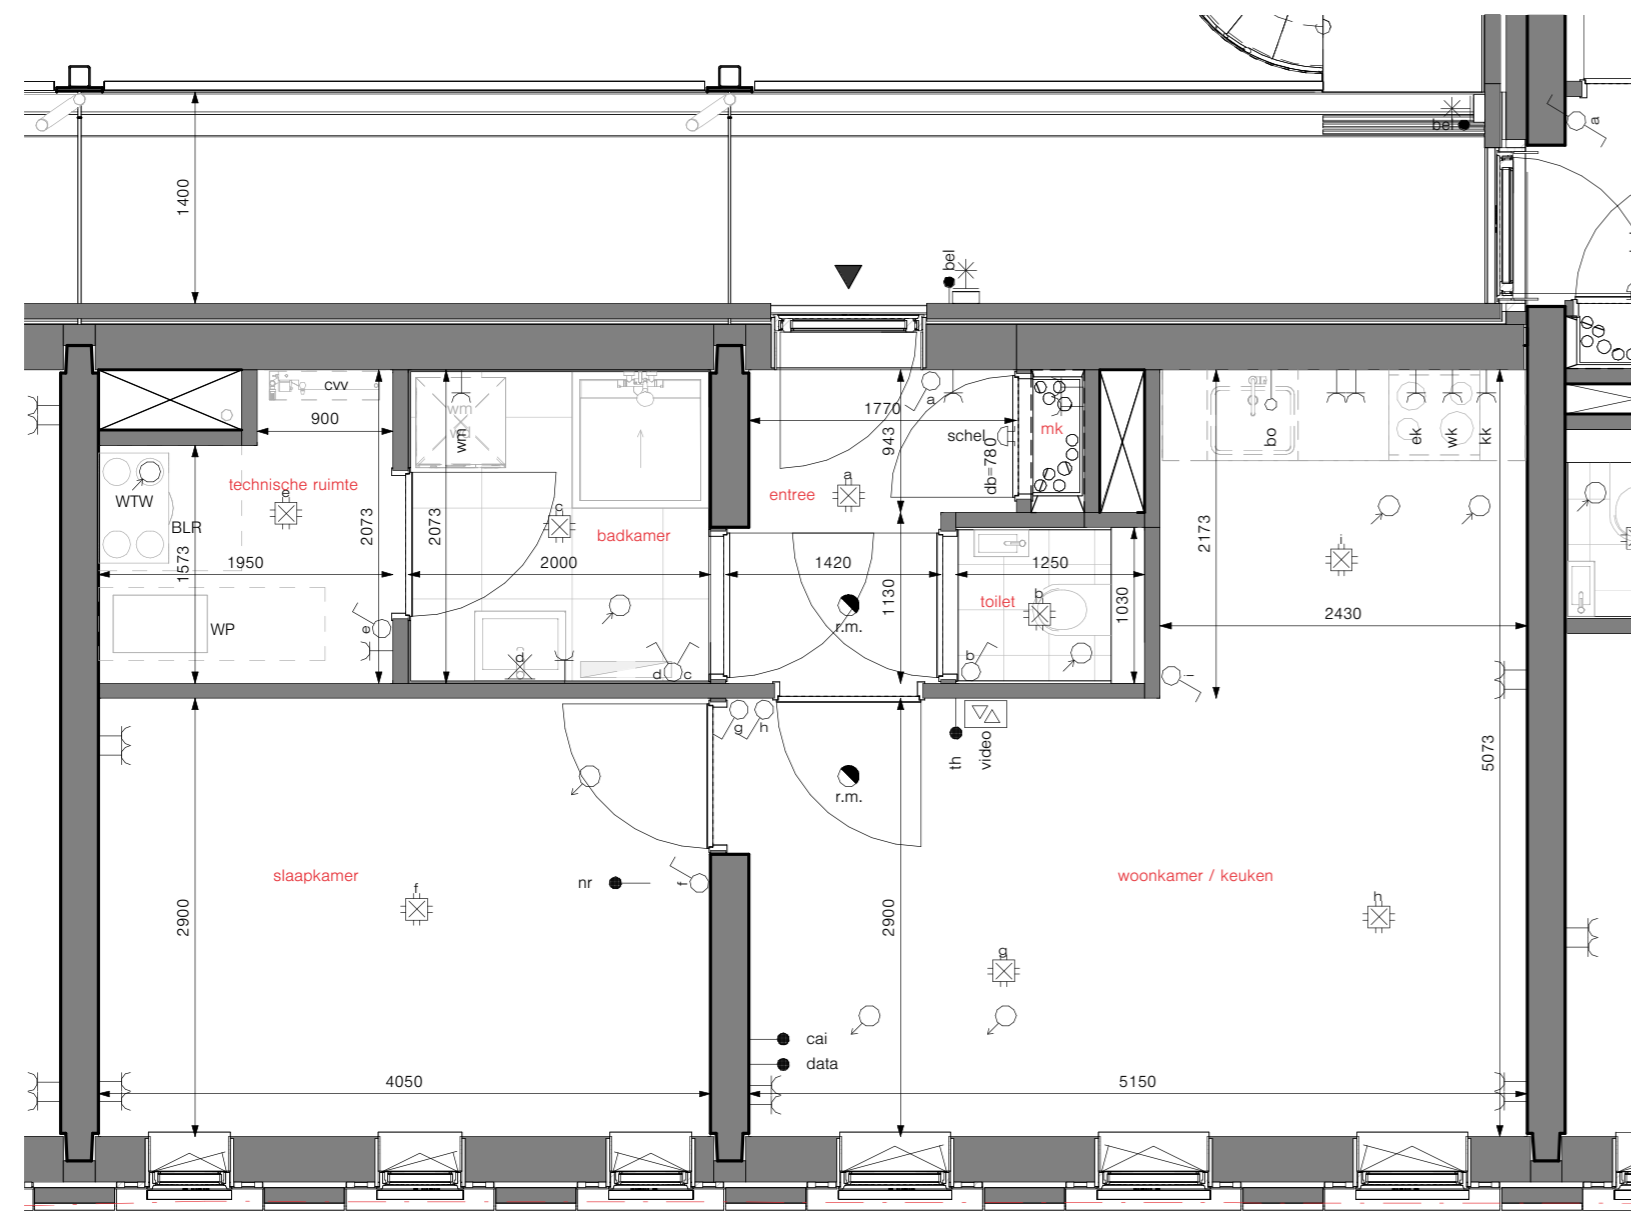 bel
a
1400
bel
cvv
900
1770
a
schel
943
db=780
mk
wm
wm
bo
ek
wk
kk
technische ruimte
e
WTW
BLR
2073
2073
c
badkamer
entree
a
2173
i
1573
1950
2000
1420
1250
1130
b
toilet
1030
r.m.
2430
WP
e
d
d
c
b
i
g
h
th
video
r.m.
5073
slaapkamer
f
nr
f
woonkamer / keuken
h
2900
2900
g
cai
data
4050
5150